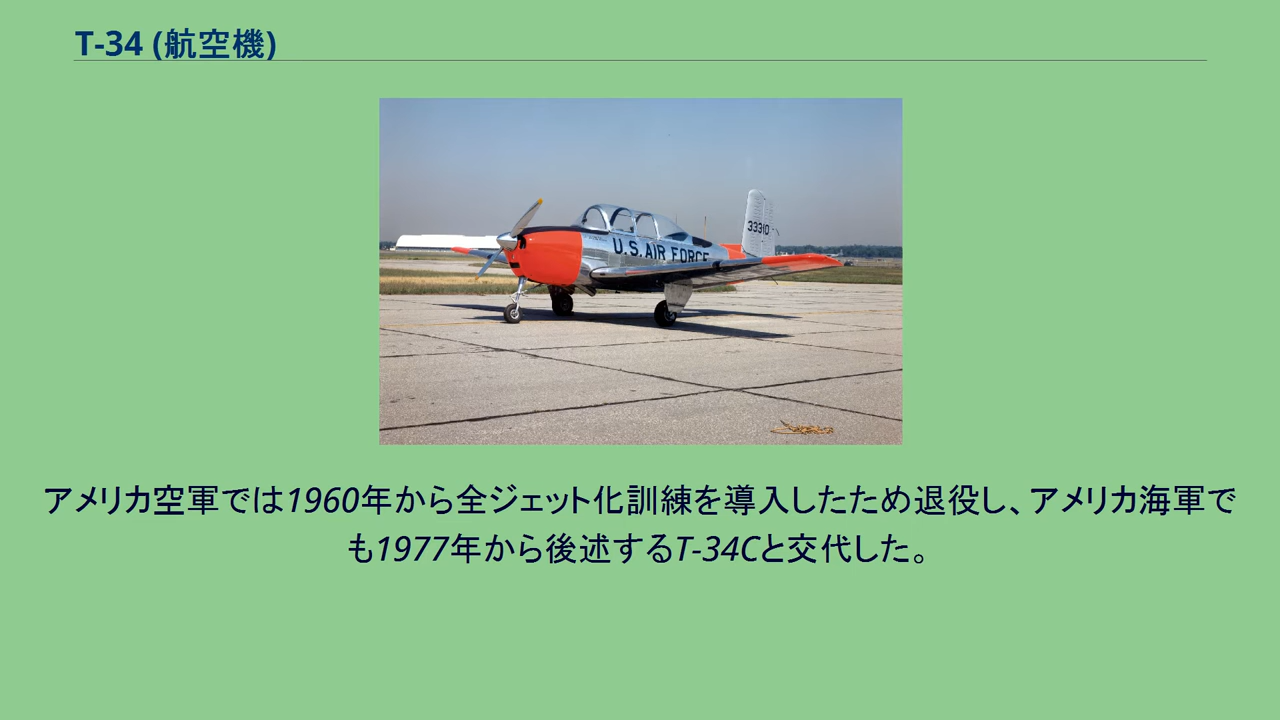 T-34 (航空機)
33310
U.S. AIR FORCE
アメリカ空軍では1960年から全ジェット化訓練を導入したため退役し、アメリカ海軍で
も1977年から後述するT-34Cと交代した。